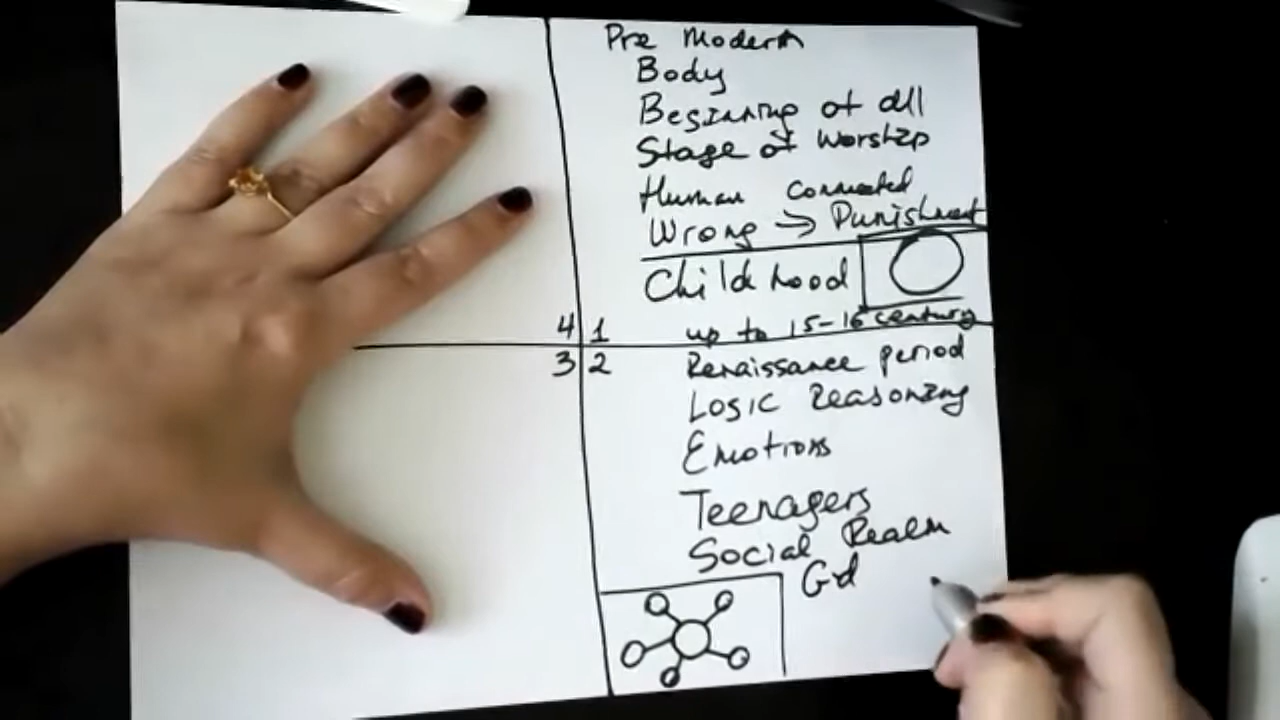 Pre Modern
Body
Beginning of all
Stage of worship
Human connected
Wrong → Punishment
Childhood
up to 15-16 century
4 1
3 2
Renaissance period
Logic Reasoning
Emotions
Teenagers
Social Realm
Gd